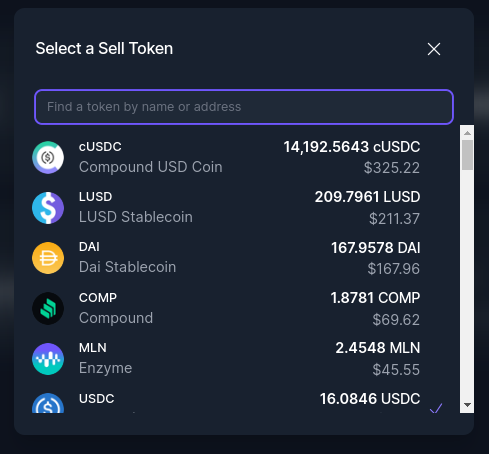 Select a Sell Token
Find a token by name or address
cUSDC 14,192.5643 cUSDC
Compound USD Coin $325.22
LUSD 209.7961 LUSD
LUSD Stablecoin $211.37
DAI 167.9578 DAI
Dai Stablecoin $167.96
COMP 1.8781 COMP
Compound $69.62
MLN 2.4548 MLN
Enzyme $45.55
USDC 16.0846 USDC